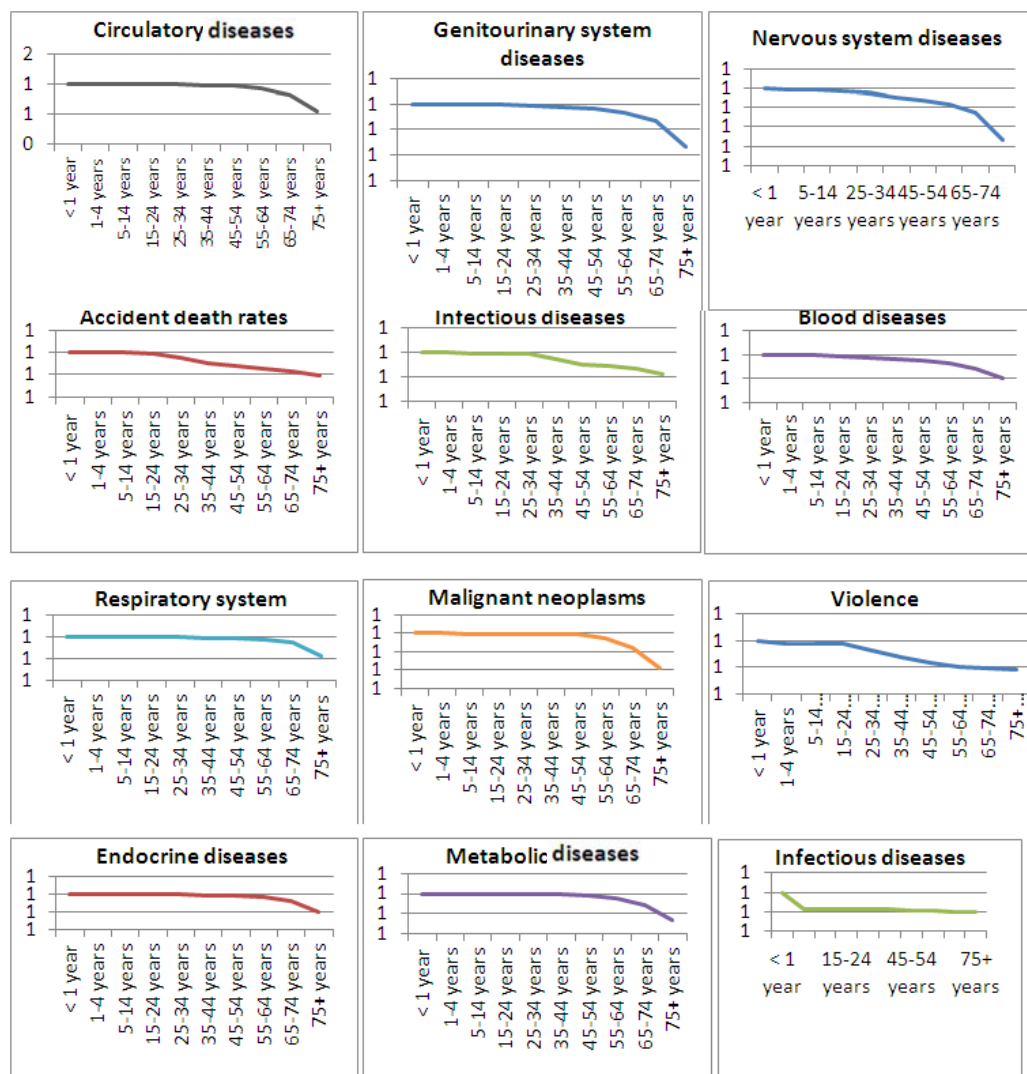 Circulatory diseases
2
1
1
0
< 1 year
1-4 years
5-14 years
15-24 years
25-34 years
35-44 years
45-54 years
55-64 years
65-74 years
75+ years
Genitourinary system
diseases
1
1
1
1
1
< 1 year
1-4 years
5-14 years
15-24 years
25-34 years
35-44 years
45-54 years
55-64 years
65-74 years
75+ years
Nervous system diseases
1
1
1
1
1
1
< 1 5-14 25-34 45-54 65-74
year years years years years
Accident death rates
1
1
1
1
< 1 year
1-4 years
5-14 years
15-24 years
25-34 years
35-44 years
45-54 years
55-64 years
65-74 years
75+ years
Infectious diseases
1
1
1
1
< 1 year
1-4 years
5-14 years
15-24 years
25-34 years
35-44 years
45-54 years
55-64 years
65-74 years
75+ years
Blood diseases
1
1
1
1
< 1 year
1-4 years
5-14 years
15-24 years
25-34 years
35-44 years
45-54 years
55-64 years
65-74 years
75+ years
Respiratory system
1
1
1
1
< 1 year
1-4 years
5-14 years
15-24 years
25-34 years
35-44 years
45-54 years
55-64 years
65-74 years
75+ years
Malignant neoplasms
1
1
1
1
1
< 1 year
1-4 years
5-14 years
15-24 years
25-34 years
35-44 years
45-54 years
55-64 years
65-74 years
75+ years
Violence
1
1
1
1
< 1 year
1-4 years
5-14...
15-24...
25-34...
35-44...
45-54...
55-64...
65-74...
75+...
Endocrine diseases
1
1
1
1
< 1 year
1-4 years
5-14 years
15-24 years
25-34 years
35-44 years
45-54 years
55-64 years
65-74 years
75+ years
Metabolic diseases
1
1
1
1
< 1 year
1-4 years
5-14 years
15-24 years
25-34 years
35-44 years
45-54 years
55-64 years
65-74 years
75+ years
Infectious diseases
1
1
1
1
< 1 15-24 45-54 75+
year years years years